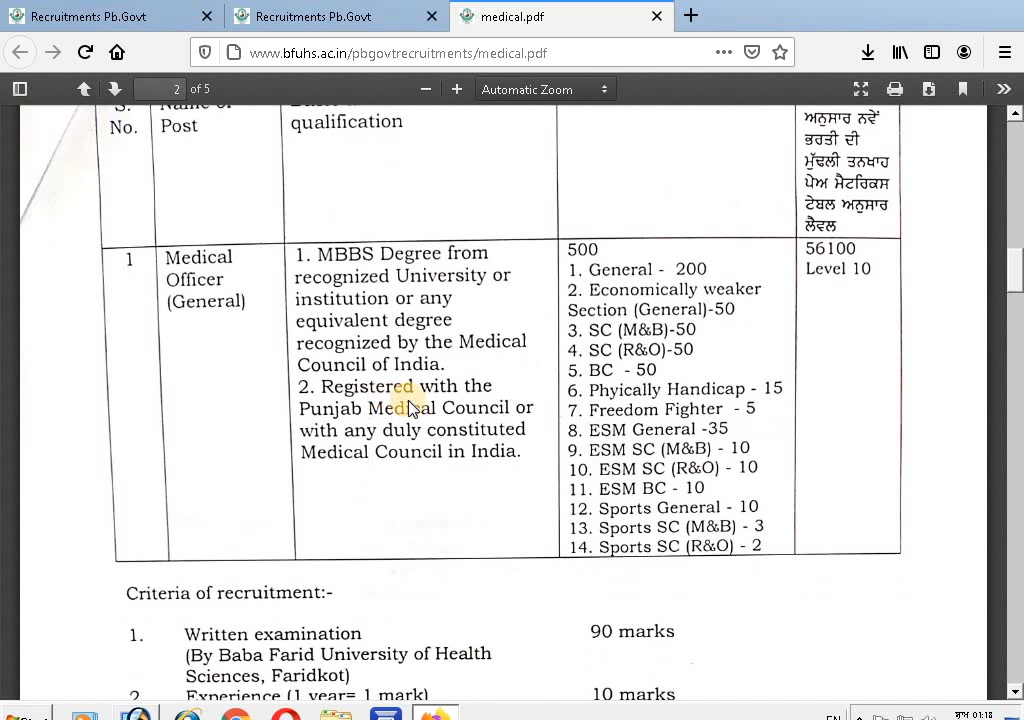 Recruitments Pb.Govt
Recruitments Pb.Govt
medical.pdf
www.bfuhs.ac.in/pbgovtrecruitments/medical.pdf
2 of 5
Automatic Zoom
S. No.
Name of Post
qualification
ਅਨੁਸਾਰ ਨਵੇਂ
ਭਰਤੀ ਦੀ
ਮੁੱਢਲੀ ਤਨਖਾਹ
ਪੇਅ ਮੈਟਰਿਕਸ
ਟੇਬਲ ਅਨੁਸਾਰ
ਲੈਵਲ
1
Medical
Officer
(General)
1. MBBS Degree from
recognized University or
institution or any
equivalent degree
recognized by the Medical
Council of India.
2. Registered with the
Punjab Medical Council or
with any duly constituted
Medical Council in India.
500
1. General - 200
2. Economically weaker
Section (General)-50
3. SC (M&B)-50
4. SC (R&O)-50
5. BC - 50
6. Phyically Handicap - 15
7. Freedom Fighter - 5
8. ESM General -35
9. ESM SC (M&B) - 10
10. ESM SC (R&O) - 10
11. ESM BC - 10
12. Sports General - 10
13. Sports SC (M&B) - 3
14. Sports SC (R&O) - 2
56100
Level 10
Criteria of recruitment:-
1. Written examination 90 marks
(By Baba Farid University of Health
Sciences, Faridkot)
2. Experience (1 year= 1 mark) 10 marks
EN
01:18